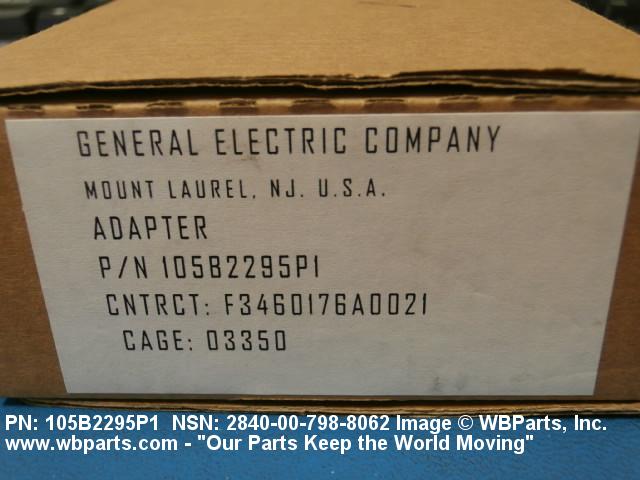 GENERAL ELECTRIC COMPANY
MOUNT LAUREL, NJ. U.S.A.
ADAPTER
P/N 105B2295P1
CNTRCT: F3460176A0021
CAGE: 03350
PN: 105B2295P1 NSN: 2840-00-798-8062 Image © WBParts, Inc.
www.wbparts.com - "Our Parts Keep the World Moving"